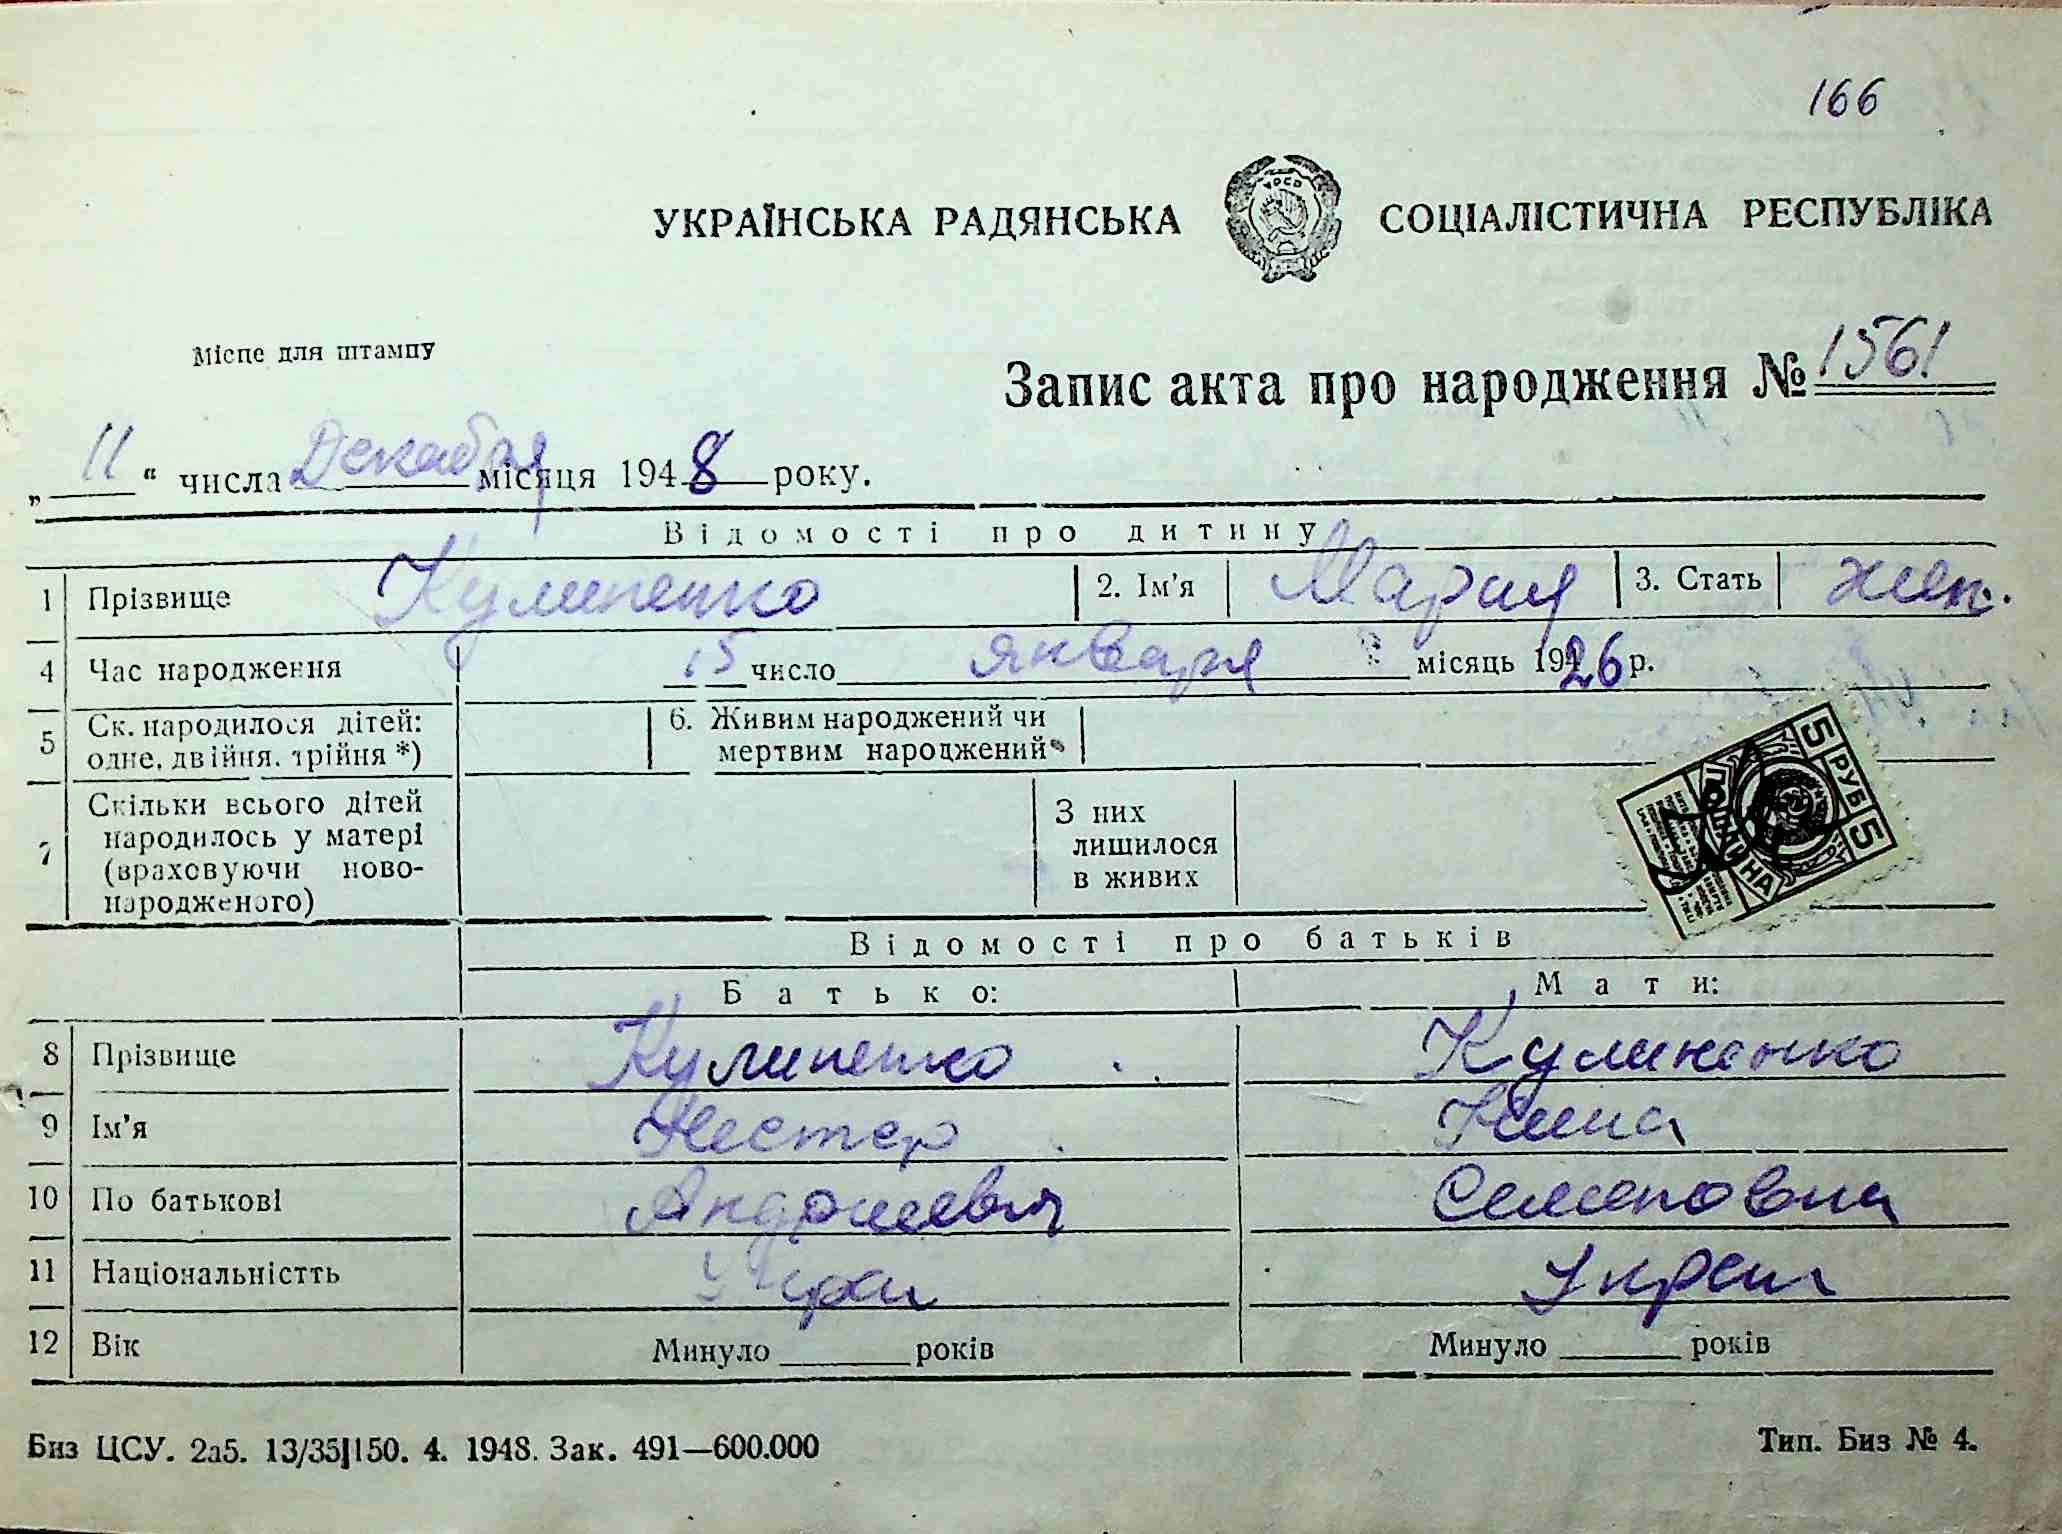 166
УКРАЇНСЬКА РАДЯНСЬКА СОЦІАЛІСТИЧНА РЕСПУБЛІКА
Місце для штампу
Запис акта про народження № 1561
„ 11 “ числа Декабря місяця 1948 року.
Відомості про дитину
1 Прізвище Кулиненко 2. Ім'я Мария 3. Стать жен.
4 Час народження 15 число января місяць 1926 р.
5 Ск. народилося дітей: одне, двійня, трійня *) 6. Живим народжений чи мертвим народжений
7 Скільки всього дітей народилось у матері (враховуючи новонародженого) З них лишилося в живих
5 РУБ 5
Відомості про батьків
Батько: Мати:
8 Прізвище Кулиненко Кулиненко
9 Ім'я Нестер Нина
10 По батькові Андреевич Семеновна
11 Національністть Украи Украи
12 Вік Минуло років Минуло років
Биз ЦСУ. 2а5. 13/35|150. 4. 1948. Зак. 491—600.000 Тип. Биз № 4.